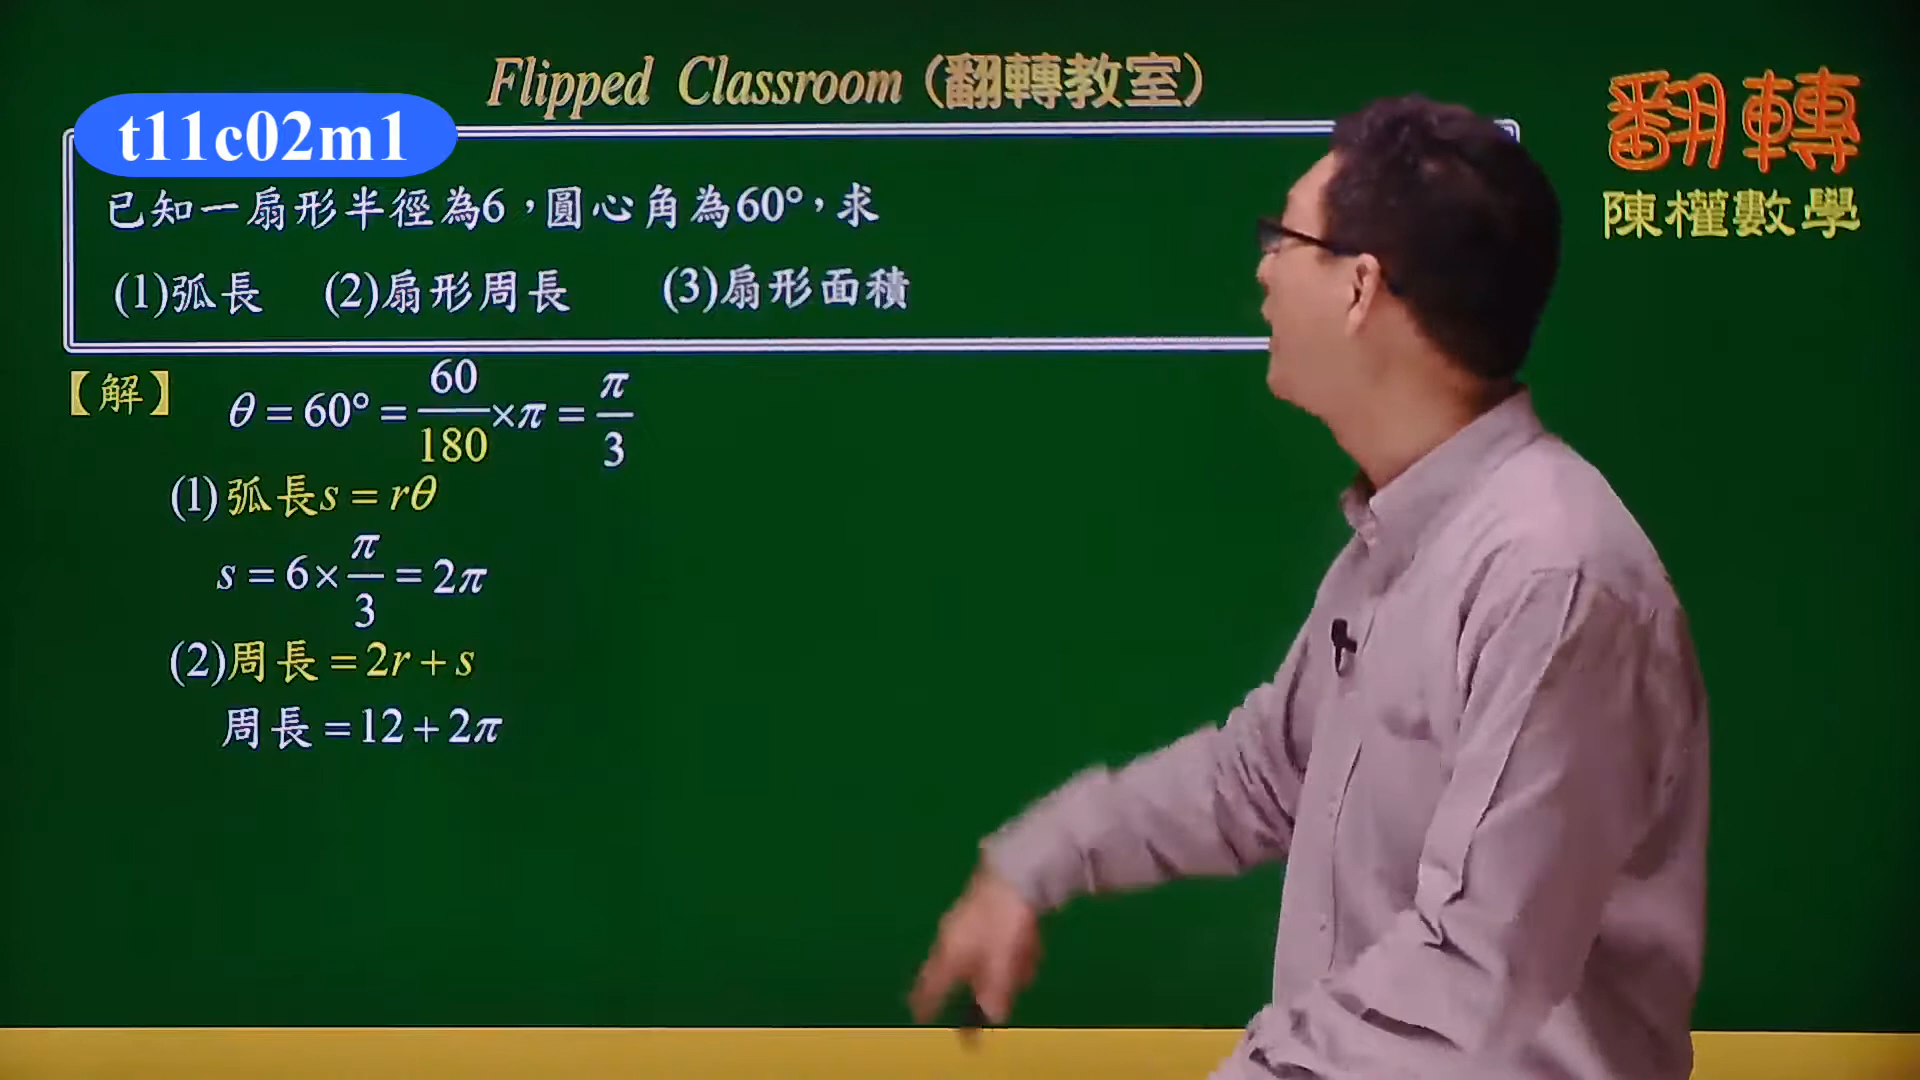 Flipped Classroom (翻轉教室)
翻轉
陳權數學
t11c02m1
已知一扇形半徑為6，圓心角為60°，求
(1)弧長 (2)扇形周長 (3)扇形面積
【解】 θ = 60° = 60/180 × π = π/3
(1) 弧長s = rθ
s = 6 × π/3 = 2π
(2)周長 = 2r + s
周長 = 12 + 2π